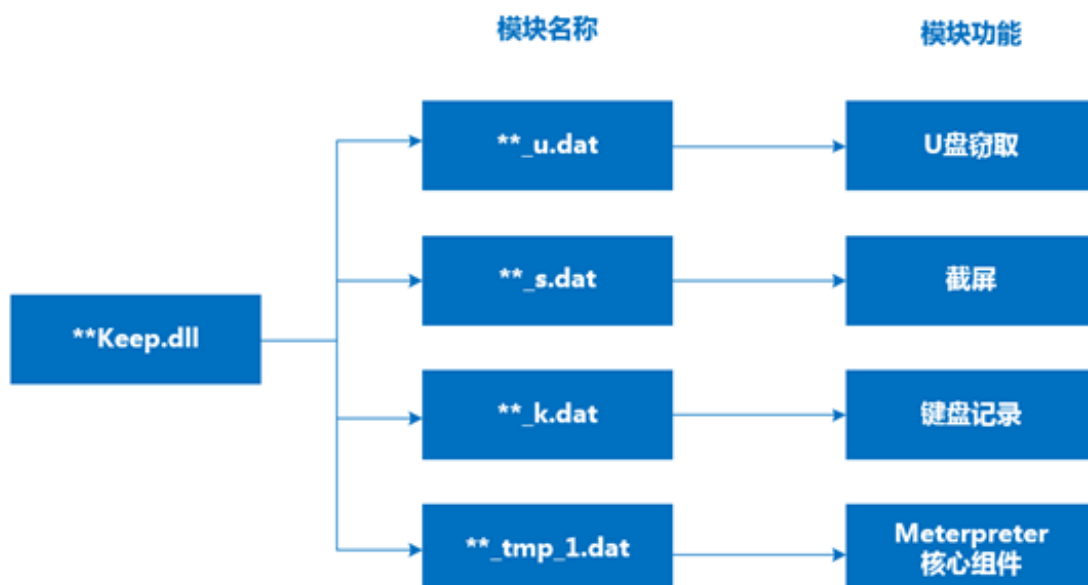 模块名称
模块功能
**_u.dat
U盘窃取
**_s.dat
截屏
**Keep.dll
**_k.dat
键盘记录
**_tmp_1.dat
Meterpreter
核心组件